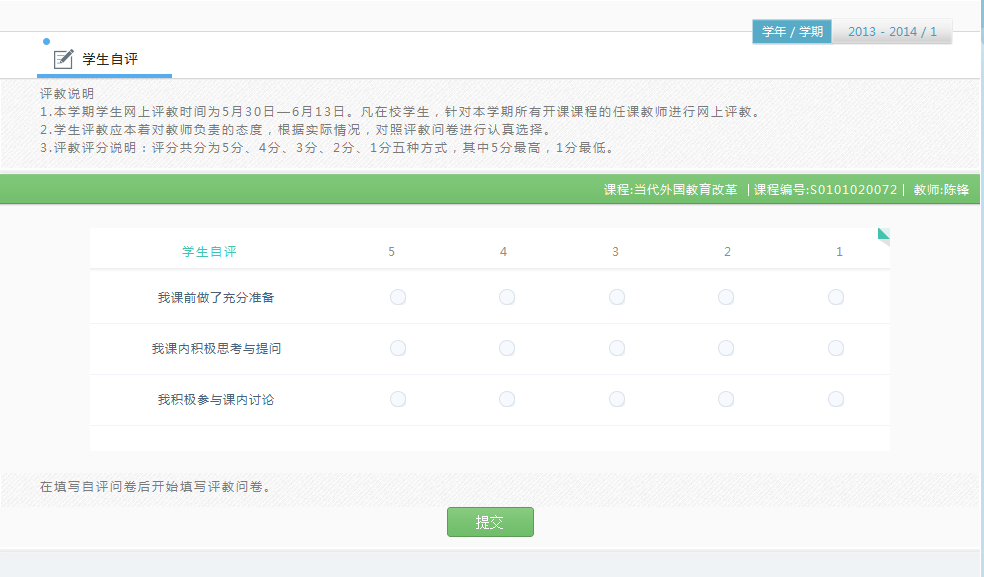 学年 / 学期 2013 - 2014 / 1
学生自评
评教说明
1.本学期学生网上评教时间为5月30日—6月13日。凡在校学生，针对本学期所有开课课程的任课教师进行网上评教。
2.学生评教应本着对教师负责的态度，根据实际情况，对照评教问卷进行认真选择。
3.评教评分说明：评分共分为5分、4分、3分、2分、1分五种方式，其中5分最高，1分最低。
课程:当代外国教育改革 |课程编号:S0101020072| 教师:陈锋
学生自评 5 4 3 2 1
我课前做了充分准备
我课内积极思考与提问
我积极参与课内讨论
在填写自评问卷后开始填写评教问卷。
提交